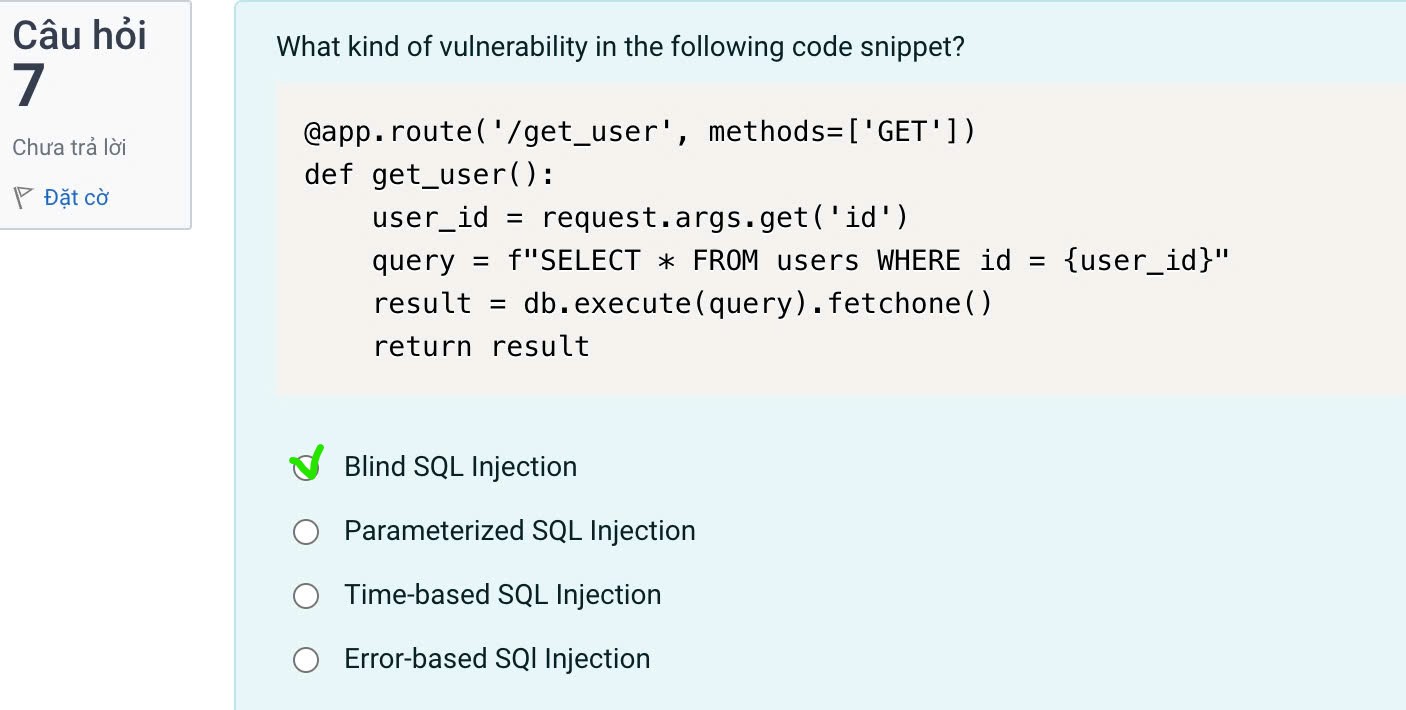 Câu hỏi
7
Chưa trả lời
Đặt cờ
What kind of vulnerability in the following code snippet?
@app.route('/get_user', methods=['GET'])
def get_user():
    user_id = request.args.get('id')
    query = f"SELECT * FROM users WHERE id = {user_id}"
    result = db.execute(query).fetchone()
    return result
Blind SQL Injection
Parameterized SQL Injection
Time-based SQL Injection
Error-based SQl Injection